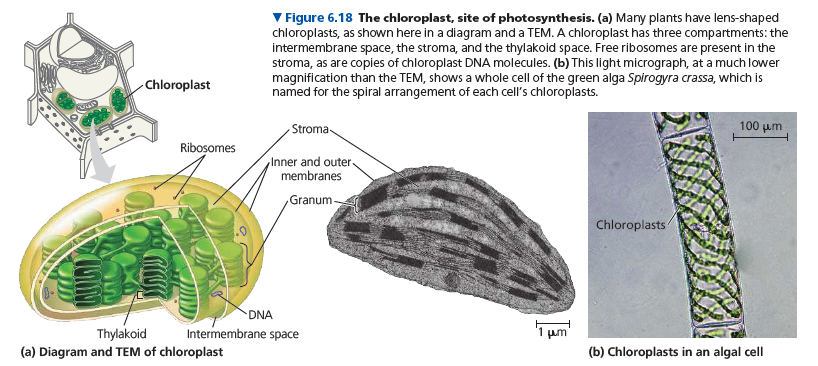 ▼ Figure 6.18 The chloroplast, site of photosynthesis. (a) Many plants have lens-shaped
chloroplasts, as shown here in a diagram and a TEM. A chloroplast has three compartments: the
intermembrane space, the stroma, and the thylakoid space. Free ribosomes are present in the
stroma, as are copies of chloroplast DNA molecules. (b) This light micrograph, at a much lower
magnification than the TEM, shows a whole cell of the green alga Spirogyra crassa, which is
named for the spiral arrangement of each cell's chloroplasts.
Chloroplast
Ribosomes
Stroma
Inner and outer
membranes
Granum
DNA
Thylakoid
Intermembrane space
1 μm
(a) Diagram and TEM of chloroplast
100 μm
Chloroplasts
(b) Chloroplasts in an algal cell